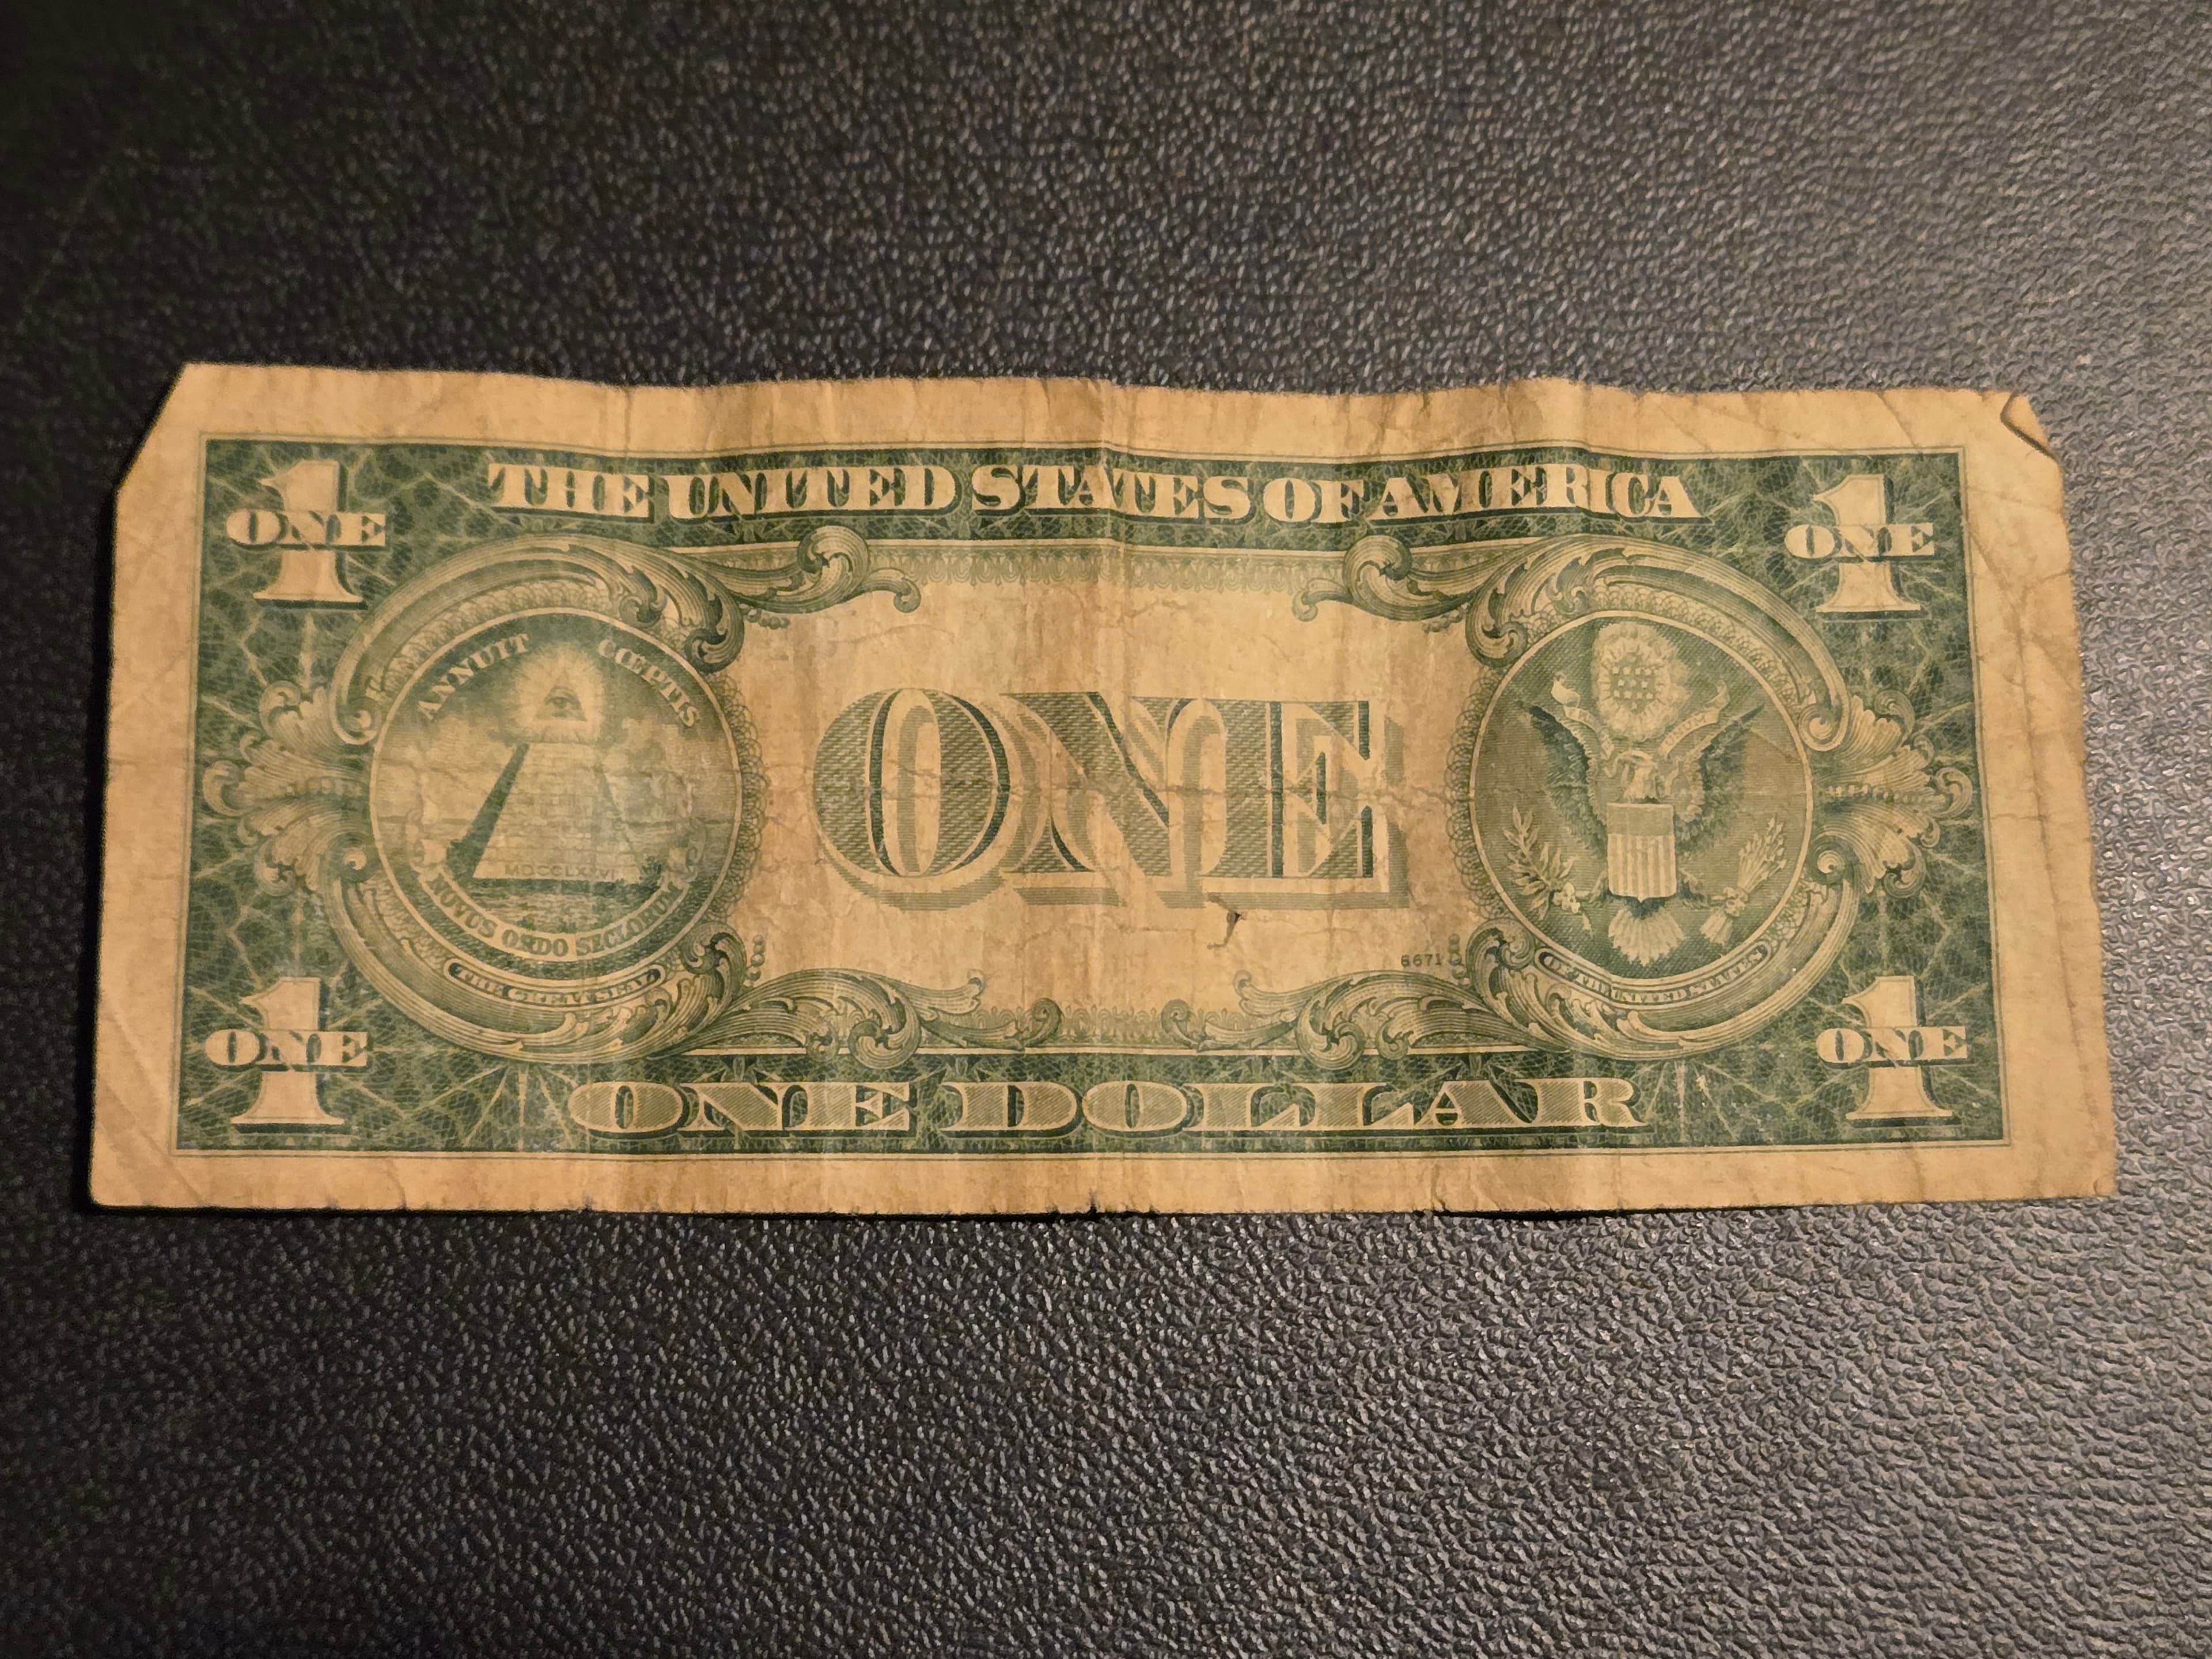 THE UNITED STATES OF AMERICA
1
ONE
1
ONE
ANNUIT CŒPTIS
MDCCLXXVI
NOVUS ORDO SECLORUM
THE GREAT SEAL
ONE
6671
OF THE UNITED STATES
1
ONE
1
ONE
ONE DOLLAR